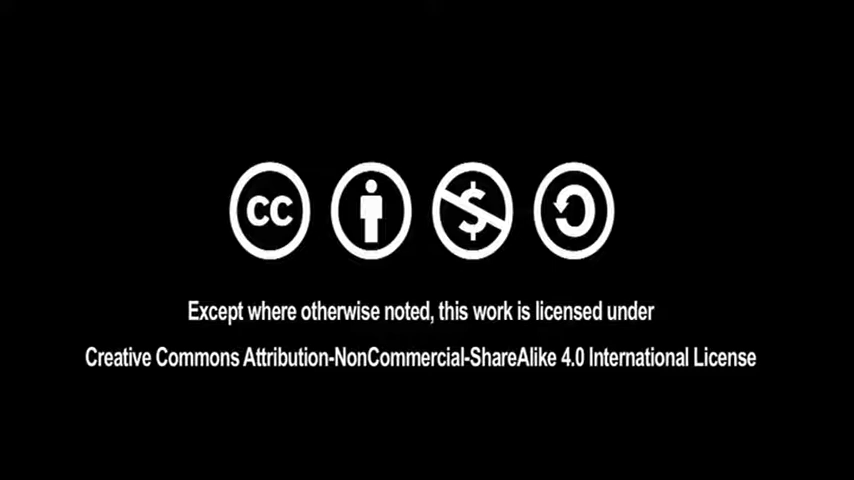 CC
$
Except where otherwise noted, this work is licensed under
Creative Commons Attribution-NonCommercial-ShareAlike 4.0 International License